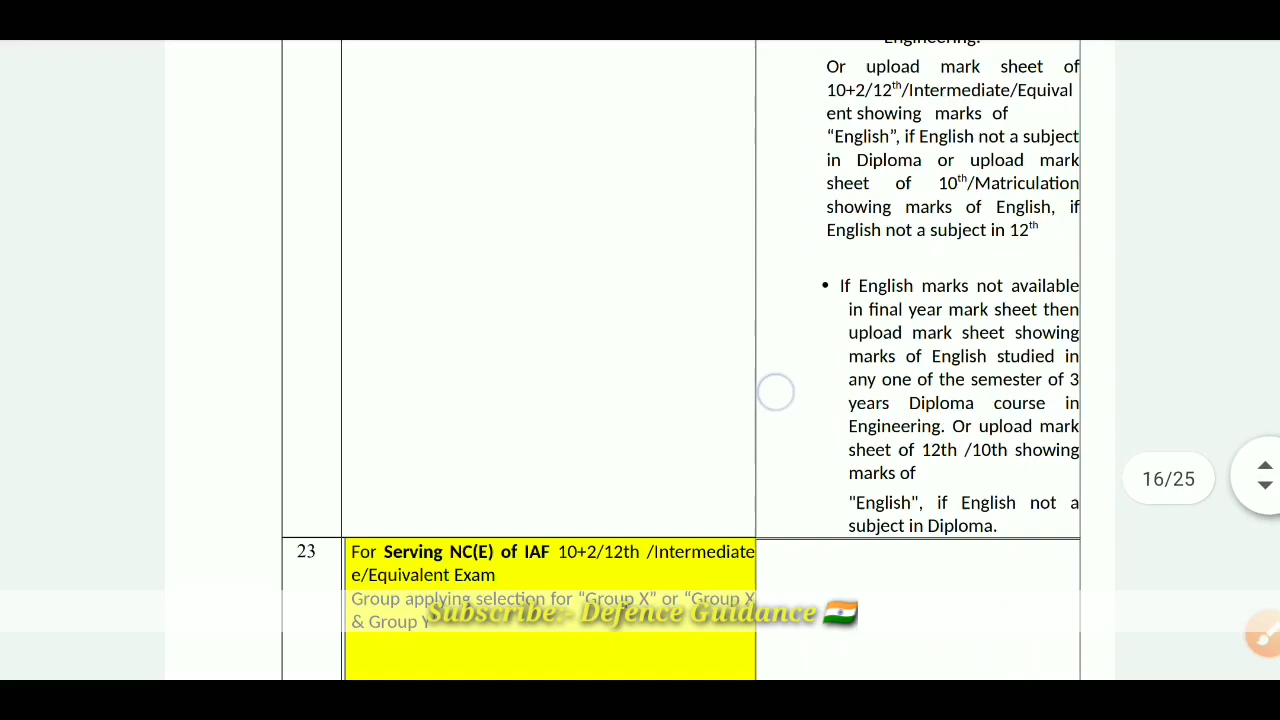 Engineering.
Or upload mark sheet of
10+2/12th/Intermediate/Equival
ent showing marks of
“English”, if English not a subject
in Diploma or upload mark
sheet of 10th/Matriculation
showing marks of English, if
English not a subject in 12th
• If English marks not available
in final year mark sheet then
upload mark sheet showing
marks of English studied in
any one of the semester of 3
years Diploma course in
Engineering. Or upload mark
sheet of 12th /10th showing
marks of
"English", if English not a
subject in Diploma.
16/25
23
For Serving NC(E) of IAF 10+2/12th /Intermediate
e/Equivalent Exam
Group applying selection for “Group X” or “Group X
& Group Y
Subscribe:- Defence Guidance 🇮🇳